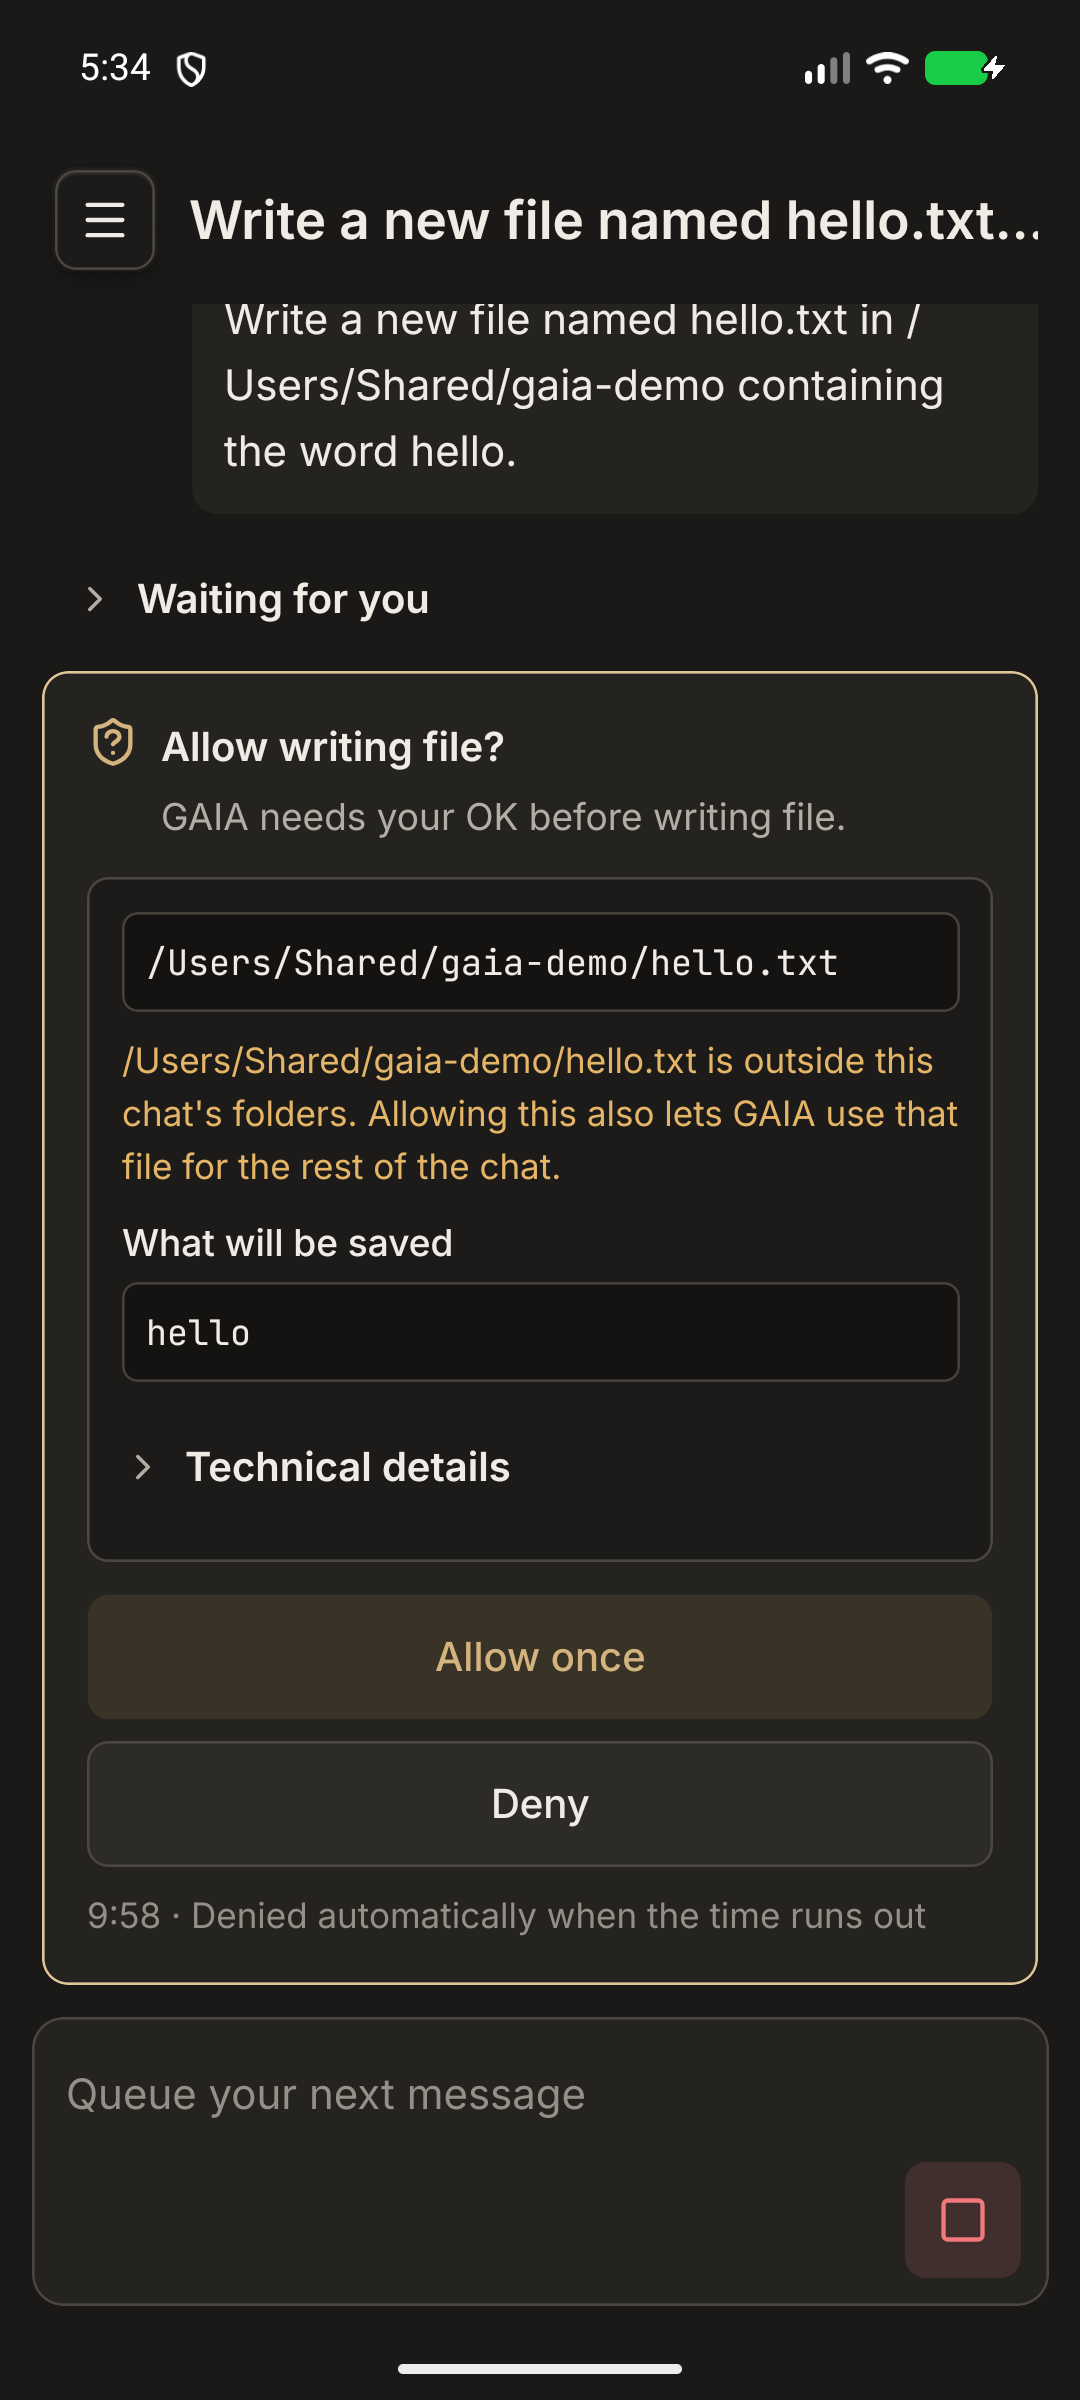 5:34
Write a new file named hello.txt...
Write a new file named hello.txt in /
Users/Shared/gaia-demo containing
the word hello.
Waiting for you
Allow writing file?
GAIA needs your OK before writing file.
/Users/Shared/gaia-demo/hello.txt
/Users/Shared/gaia-demo/hello.txt is outside this
chat's folders. Allowing this also lets GAIA use that
file for the rest of the chat.
What will be saved
hello
Technical details
Allow once
Deny
9:58 · Denied automatically when the time runs out
Queue your next message